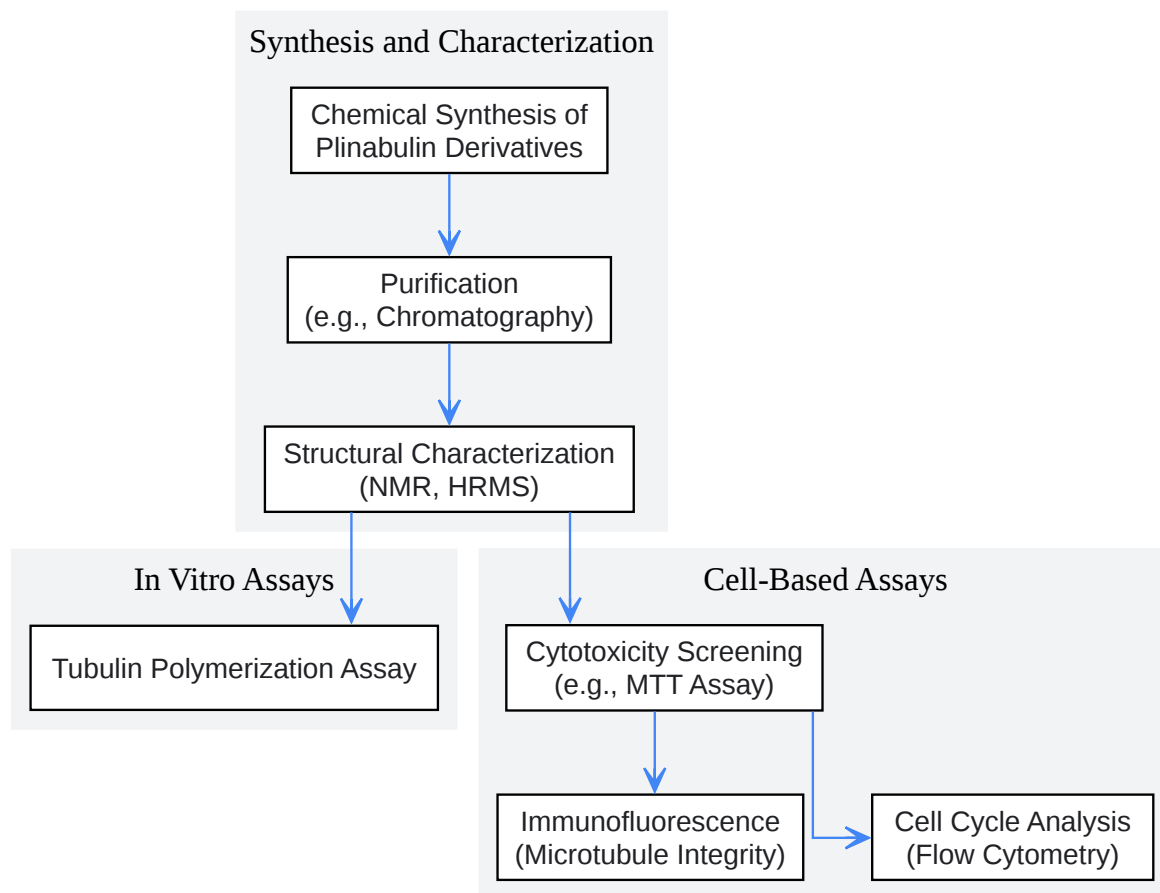 Synthesis and Characterization
Chemical Synthesis of
Plinabulin Derivatives
Purification
(e.g., Chromatography)
Structural Characterization
(NMR, HRMS)
In Vitro Assays
Tubulin Polymerization Assay
Cell-Based Assays
Cytotoxicity Screening
(e.g., MTT Assay)
Immunofluorescence
(Microtubule Integrity)
Cell Cycle Analysis
(Flow Cytometry)